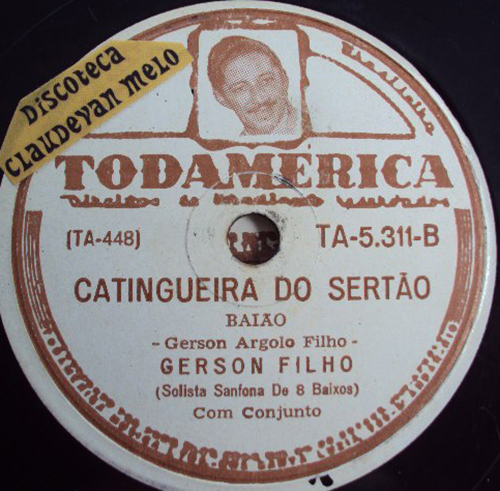 Discoteca
Claudevan Melo
Brasileira
TODAMÉRICA
(TA-448)
TA-5.311-B
CATINGUEIRA DO SERTÃO
BAIÃO
- Gerson Argolo Filho -
GERSON FILHO
(Solista Sanfona De 8 Baixos)
Com Conjunto